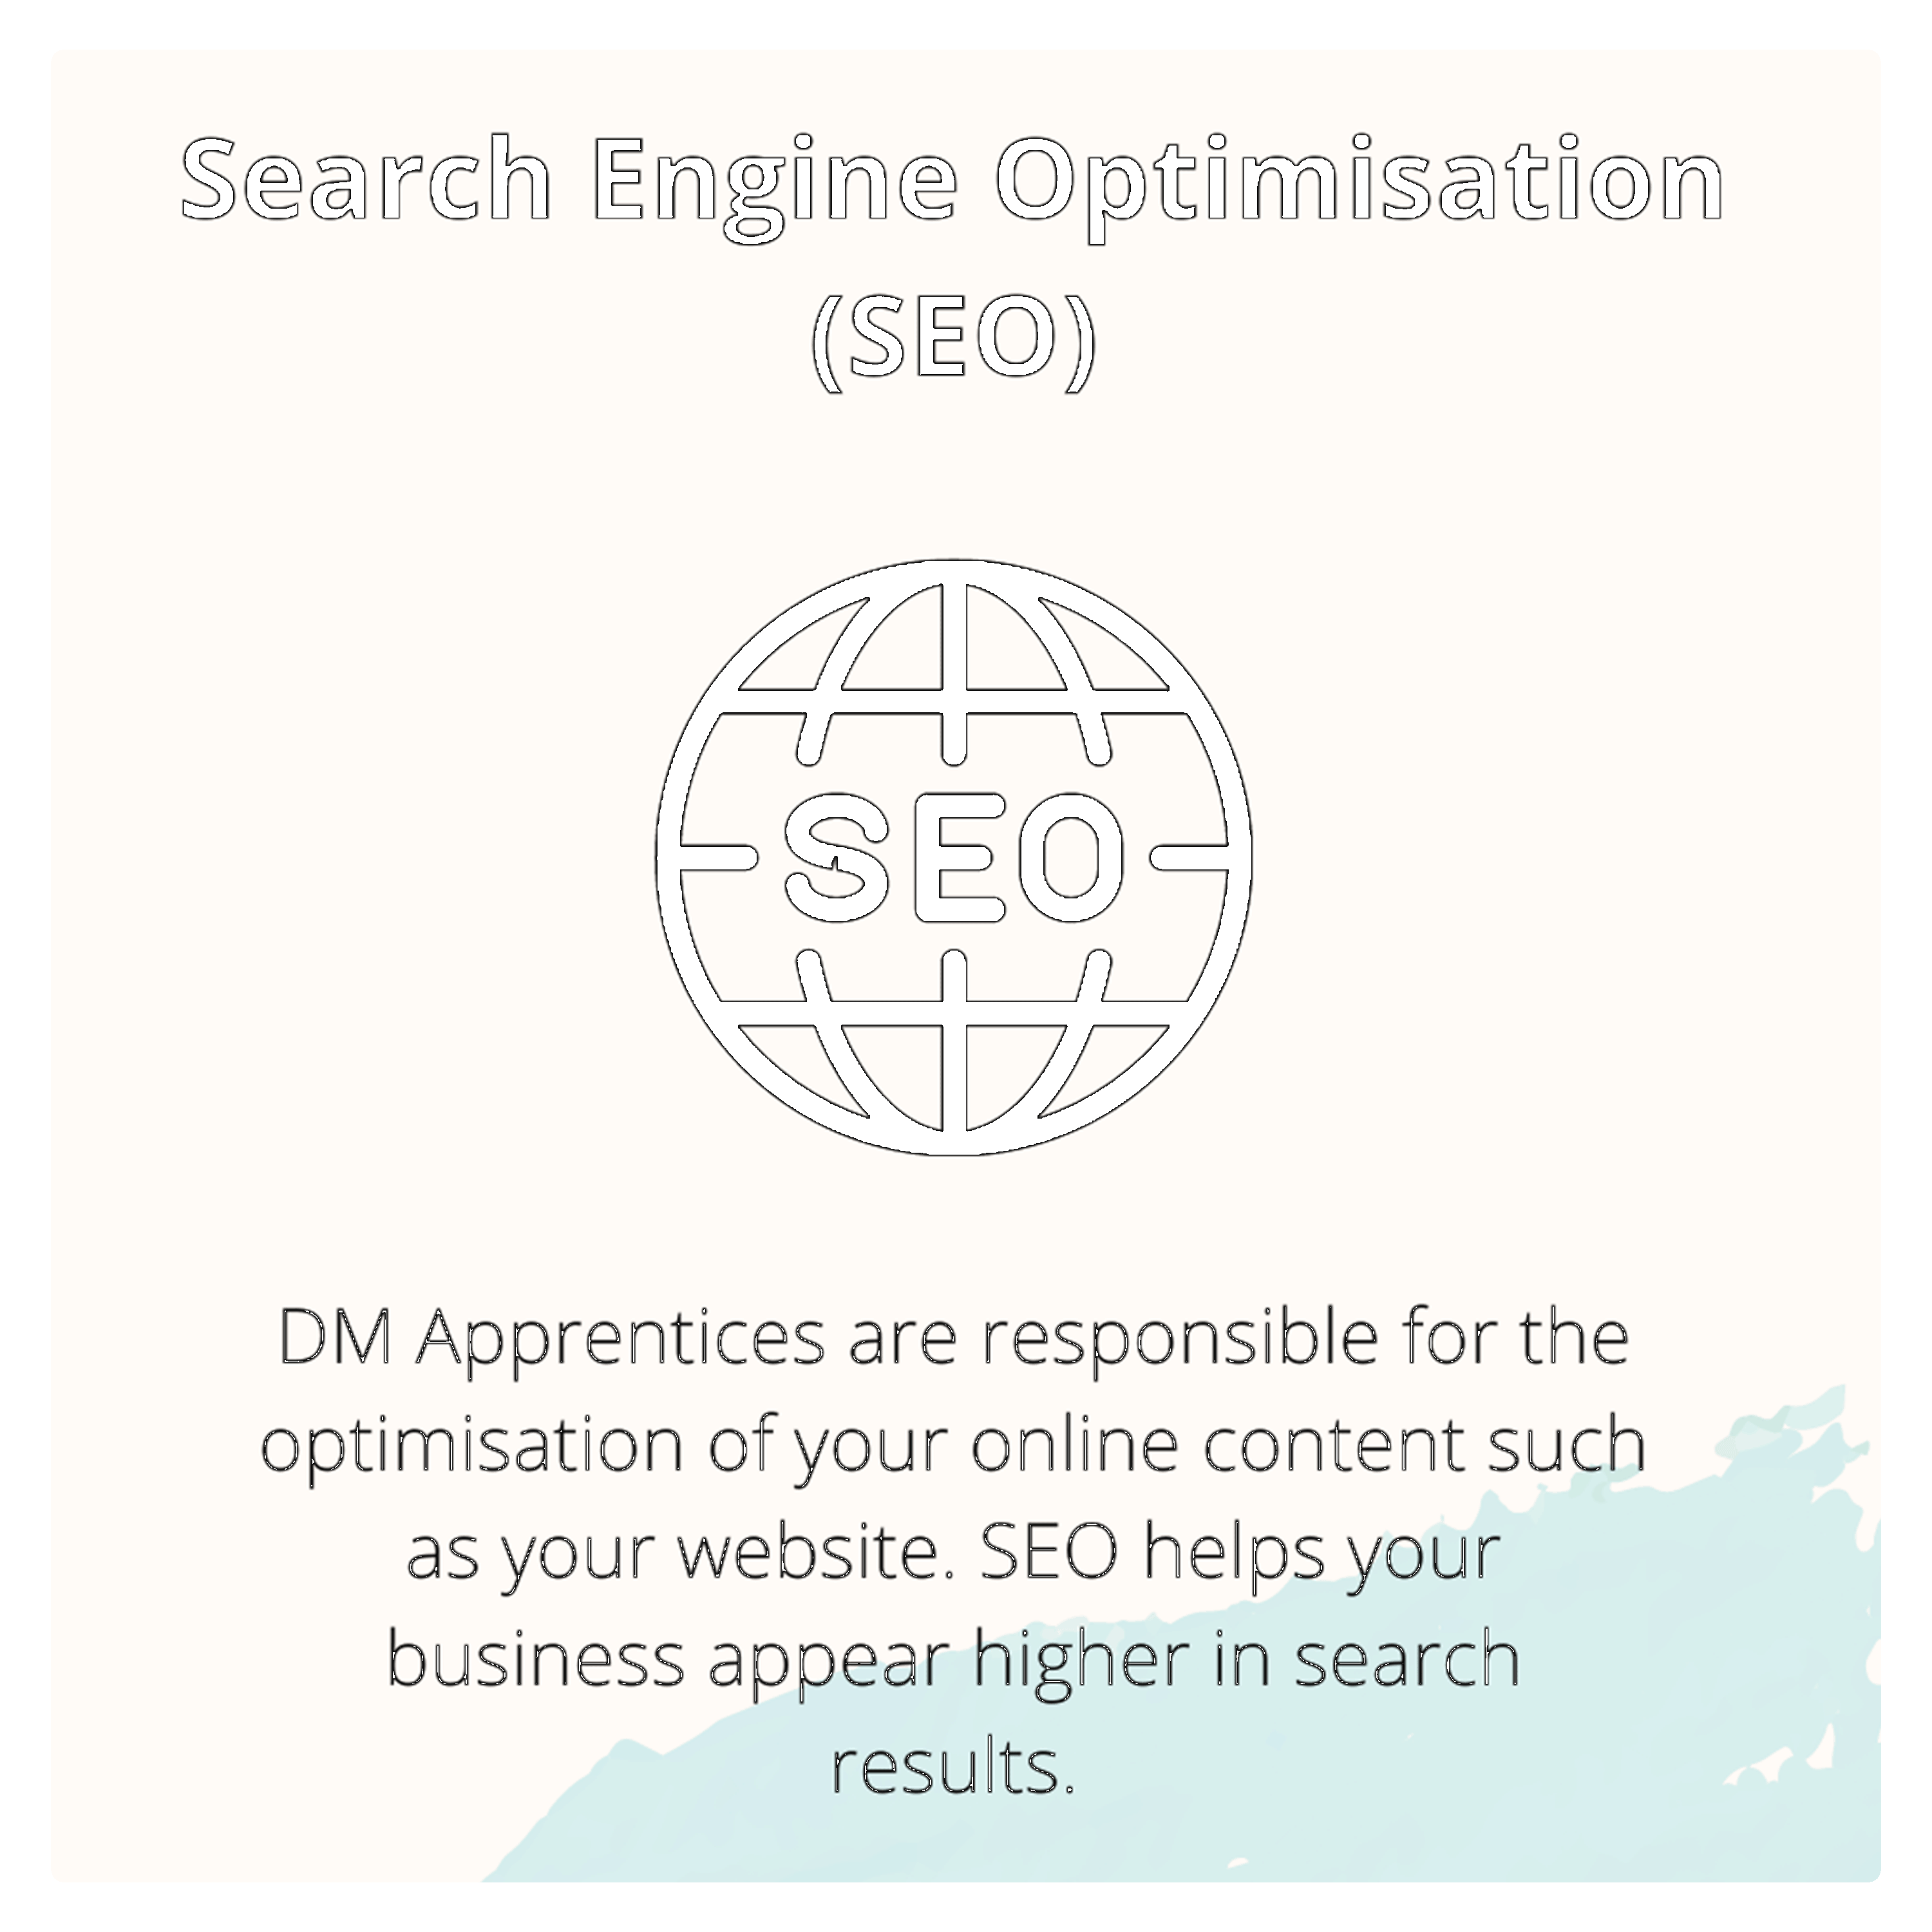 Search Engine Optimisation
(SEO)
SEO
DM Apprentices are responsible for the
optimisation of your online content such
as your website. SEO helps your
business appear higher in search
results.